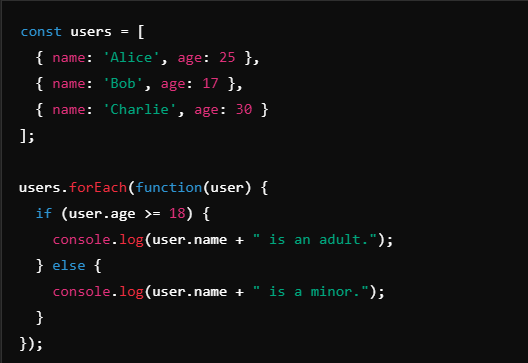 const users = [
  { name: 'Alice', age: 25 },
  { name: 'Bob', age: 17 },
  { name: 'Charlie', age: 30 }
];

users.forEach(function(user) {
  if (user.age >= 18) {
    console.log(user.name + " is an adult.");
  } else {
    console.log(user.name + " is a minor.");
  }
});